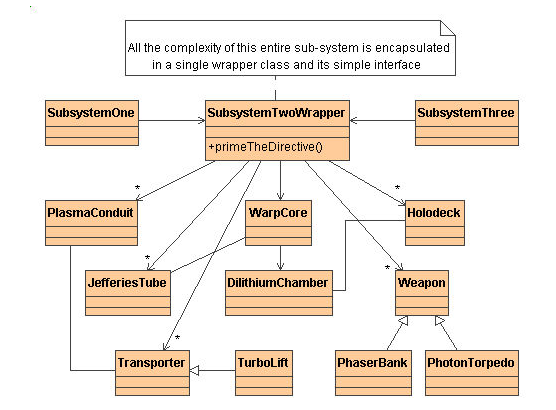 All the complexity of this entire sub-system is encapsulated
in a single wrapper class and its simple interface
SubsystemOne
SubsystemTwoWrapper
SubsystemThree
+primeTheDirective()
*
*
PlasmaConduit
WarpCore
Holodeck
*
*
JefferiesTube
DilithiumChamber
Weapon
*
Transporter
TurboLift
PhaserBank
PhotonTorpedo